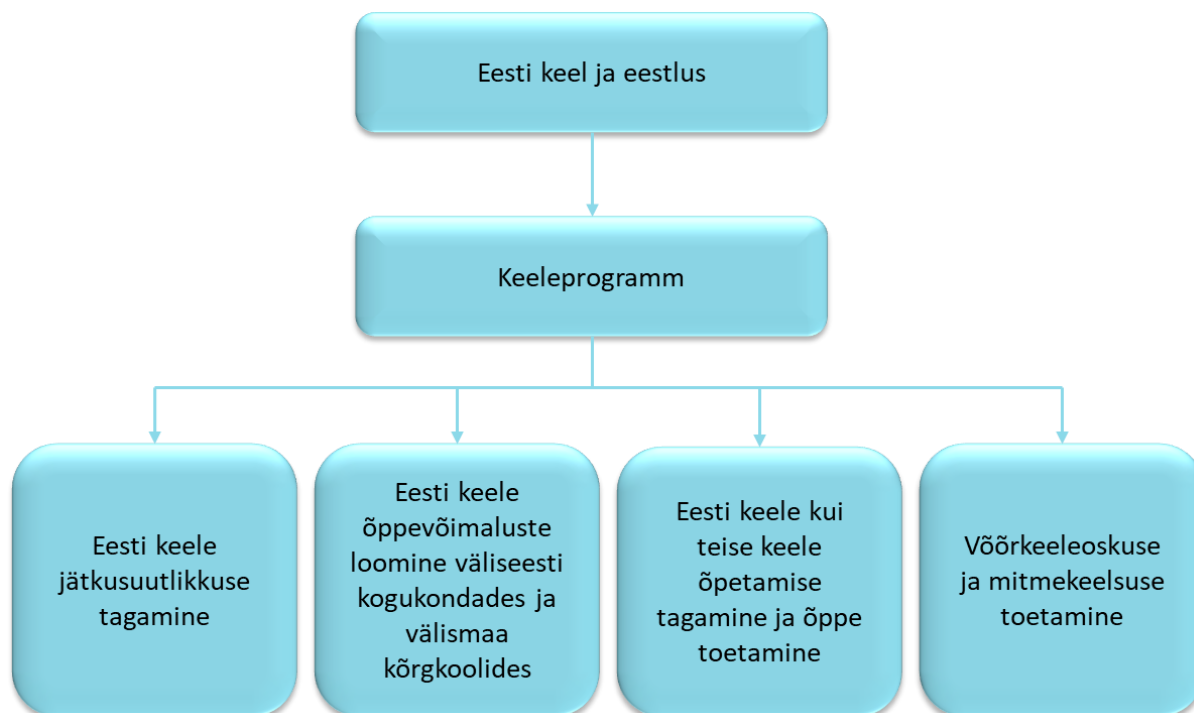 Eesti keel ja eestlus
Keeleprogramm
Eesti keele
jätkusuutlikkuse
tagamine
Eesti keele
õppevõimaluste
loomine väliseesti
kogukondades ja
välismaa
kõrgkoolides
Eesti keele kui
teise keele
õpetamise
tagamine ja õppe
toetamine
Võõrkeeleoskuse
ja mitmekeelsuse
toetamine